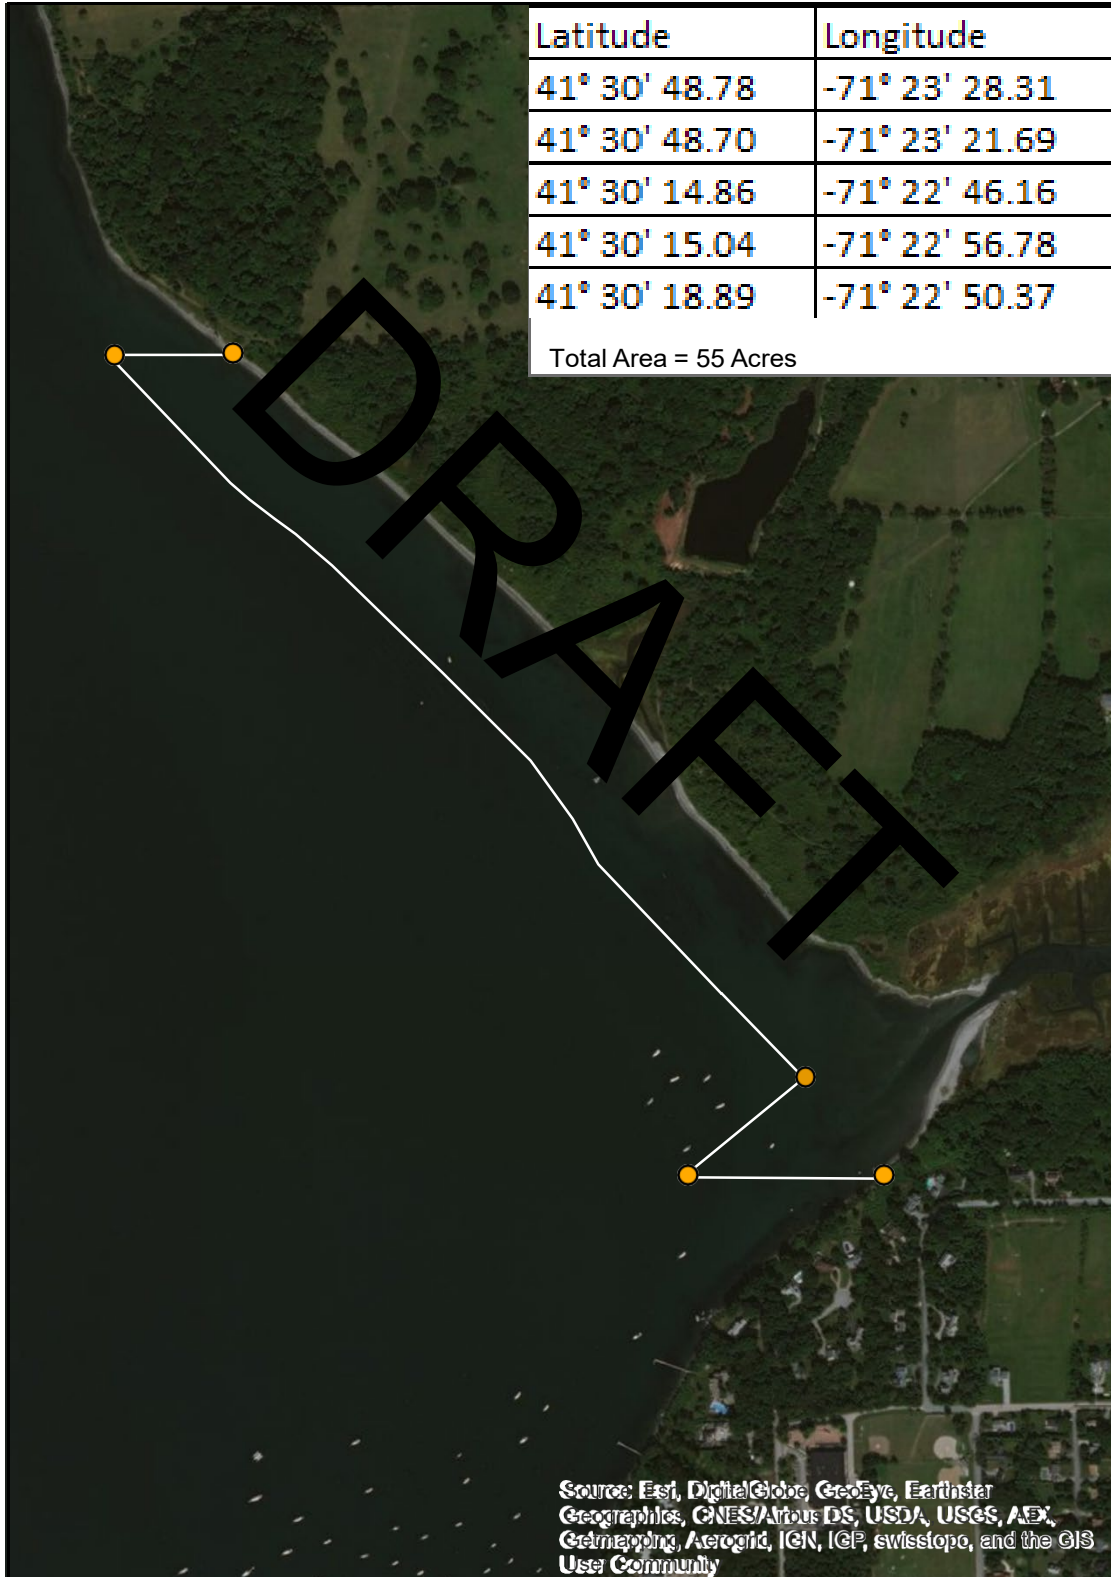 Latitude Longitude
41° 30' 48.78 -71° 23' 28.31
41° 30' 48.70 -71° 23' 21.69
41° 30' 14.86 -71° 22' 46.16
41° 30' 15.04 -71° 22' 56.78
41° 30' 18.89 -71° 22' 50.37
Total Area = 55 Acres
DRAFT
Source: Esri, DigitalGlobe, GeoEye, Earthstar
Geographics, CNES/Airbus DS, USDA, USGS, AEX,
Getmapping, Aerogrid, IGN, IGP, swisstopo, and the GIS
User Community